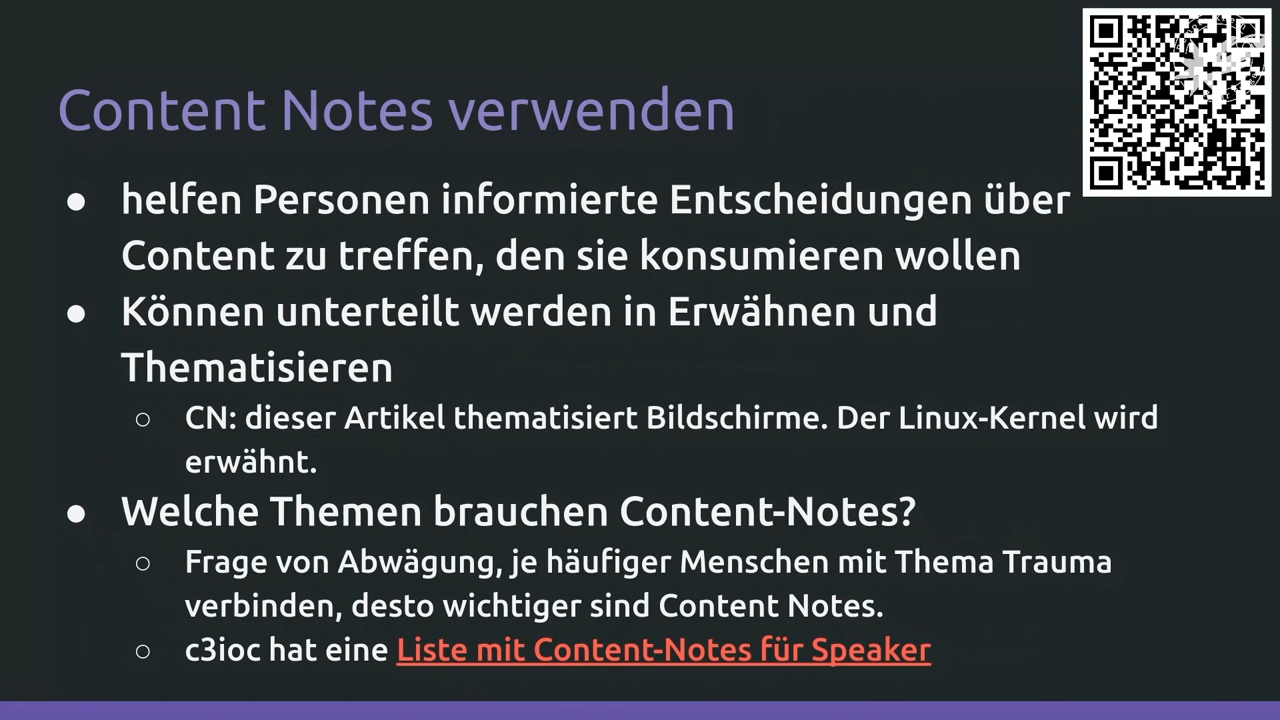 Content Notes verwenden
● helfen Personen informierte Entscheidungen über
Content zu treffen, den sie konsumieren wollen
● Können unterteilt werden in Erwähnen und
Thematisieren
○ CN: dieser Artikel thematisiert Bildschirme. Der Linux-Kernel wird
erwähnt.
● Welche Themen brauchen Content-Notes?
○ Frage von Abwägung, je häufiger Menschen mit Thema Trauma
verbinden, desto wichtiger sind Content Notes.
○ c3ioc hat eine Liste mit Content-Notes für Speaker